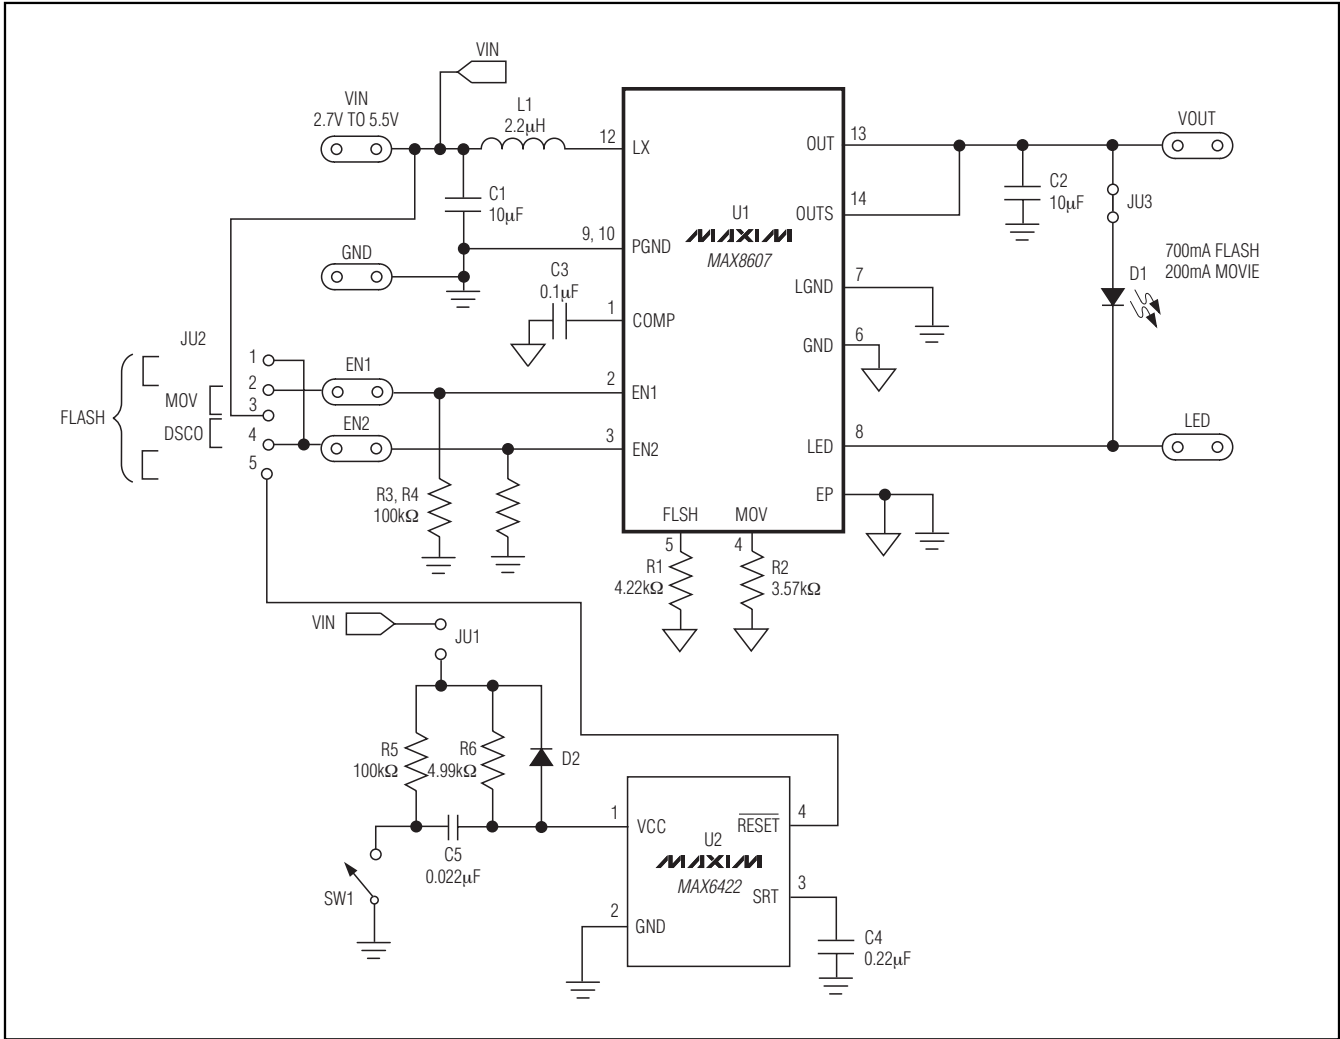 VIN
VIN
2.7V TO 5.5V
L1
2.2μH
12
LX
C1
10μF
9, 10
PGND
GND
C3
0.1μF
1
COMP
U1
MAXIM
MAX8607
OUT
13
OUTS
14
LGND
7
GND
6
LED
8
EP
VOUT
C2
10μF
JU3
700mA FLASH
200mA MOVIE
D1
LED
JU2
FLASH
MOV
DSCO
1
2
3
4
5
EN1
2
EN1
EN2
3
EN2
R3, R4
100kΩ
FLSH
MOV
5
4
R1
4.22kΩ
R2
3.57kΩ
VIN
JU1
R5
100kΩ
R6
4.99kΩ
D2
C5
0.022μF
SW1
1
VCC
2
GND
U2
MAXIM
MAX6422
RESET
4
SRT
3
C4
0.22μF